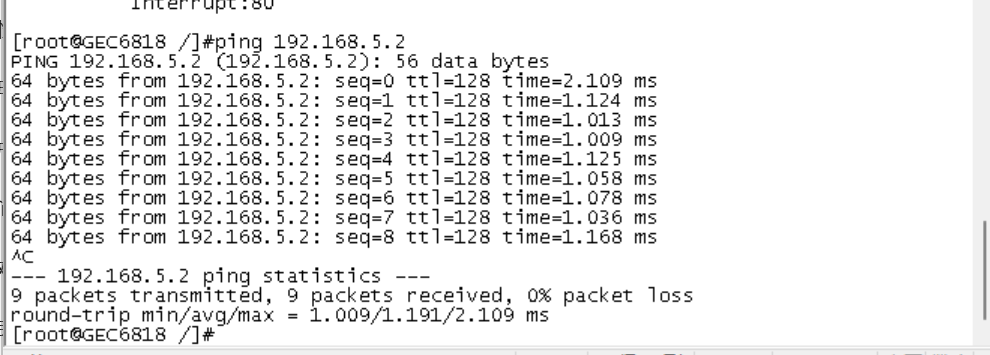 Interrupt:80
[root@GEC6818 /]#ping 192.168.5.2
PING 192.168.5.2 (192.168.5.2): 56 data bytes
64 bytes from 192.168.5.2: seq=0 ttl=128 time=2.109 ms
64 bytes from 192.168.5.2: seq=1 ttl=128 time=1.124 ms
64 bytes from 192.168.5.2: seq=2 ttl=128 time=1.013 ms
64 bytes from 192.168.5.2: seq=3 ttl=128 time=1.009 ms
64 bytes from 192.168.5.2: seq=4 ttl=128 time=1.125 ms
64 bytes from 192.168.5.2: seq=5 ttl=128 time=1.058 ms
64 bytes from 192.168.5.2: seq=6 ttl=128 time=1.078 ms
64 bytes from 192.168.5.2: seq=7 ttl=128 time=1.036 ms
64 bytes from 192.168.5.2: seq=8 ttl=128 time=1.168 ms
^C
--- 192.168.5.2 ping statistics ---
9 packets transmitted, 9 packets received, 0% packet loss
round-trip min/avg/max = 1.009/1.191/2.109 ms
[root@GEC6818 /]#